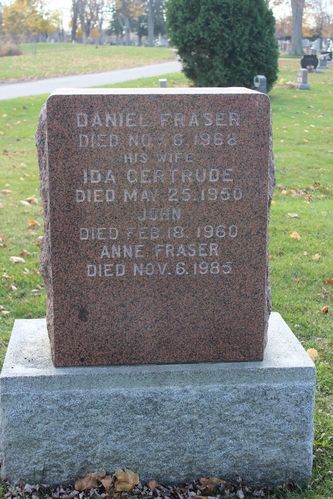 DANIEL FRASER
DIED NOV. 6. 1968
HIS WIFE
IDA GERTRUDE
DIED MAY 25. 1950
JOHN
DIED FEB. 18. 1960
ANNE FRASER
DIED NOV. 6. 1985